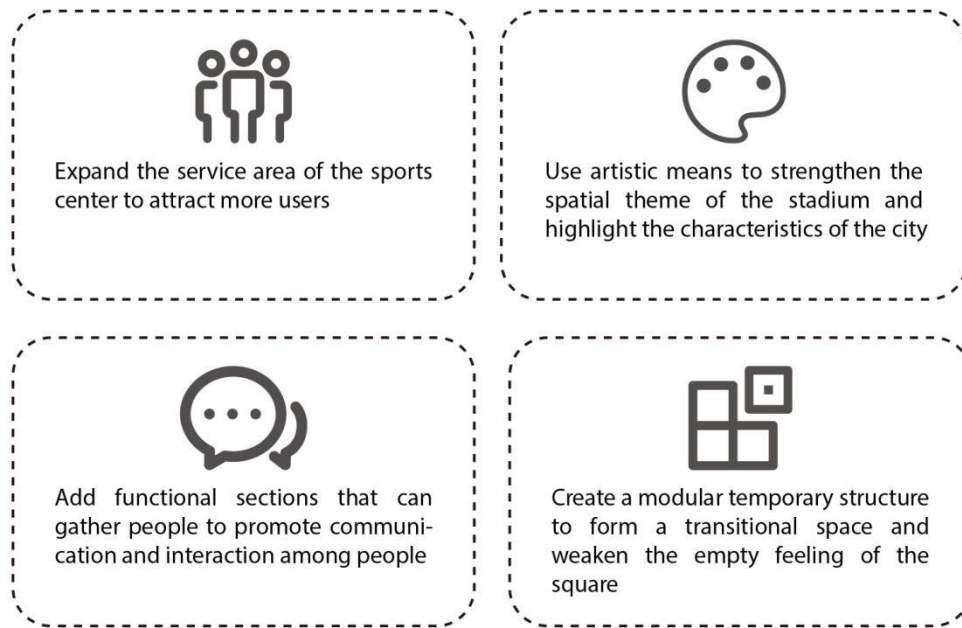 Expand the service area of the sports
center to attract more users
Use artistic means to strengthen the
spatial theme of the stadium and
highlight the characteristics of the city
Add functional sections that can
gather people to promote communi-
cation and interaction among people
Create a modular temporary structure
to form a transitional space and
weaken the empty feeling of the
square